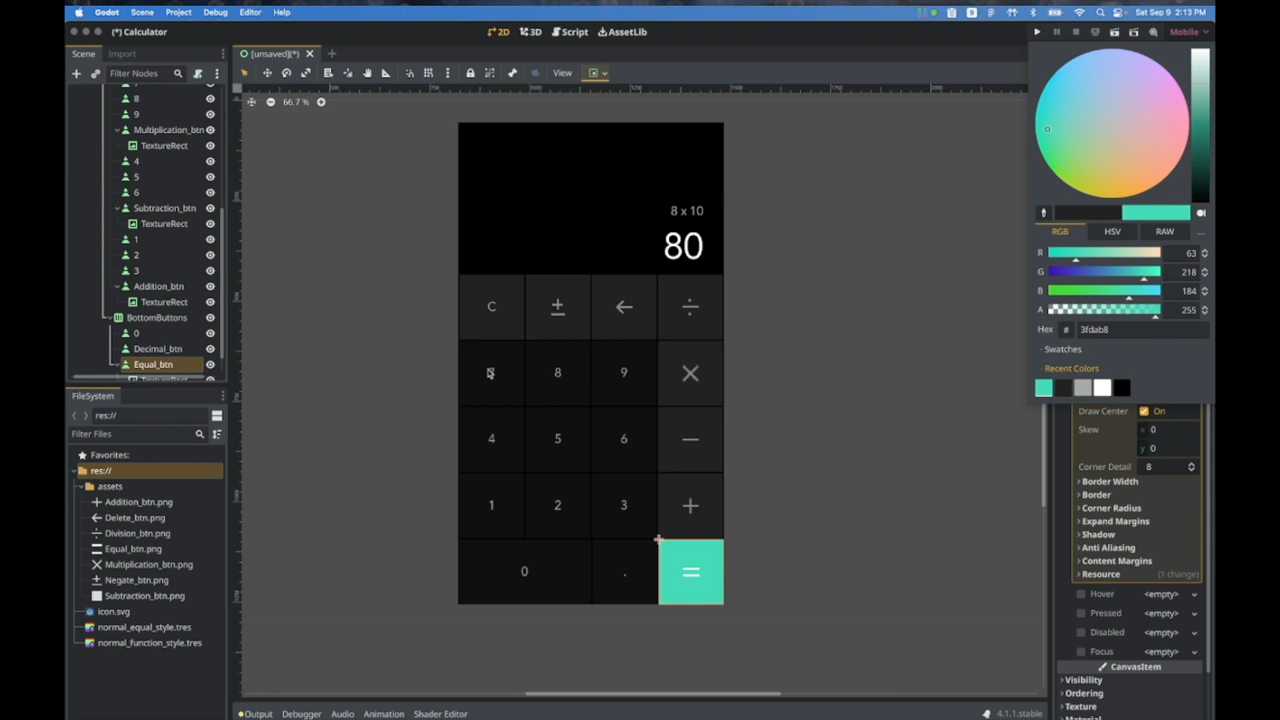 Godot Scene Project Debug Editor Help Sat Sep 9 2:13 PM
(*) Calculator 2D 3D Script AssetLib Mobile
Scene Import [unsaved](*)
Filter Nodes View
66.7 %
8
9
Multiplication_btn
TextureRect
4
5
6
Subtraction_btn
TextureRect
1
2
3
Addition_btn
TextureRect
BottomButtons
0
Decimal_btn
Equal_btn
TextureRect
FileSystem
res://
Filter Files
Favorites:
res://
assets
Addition_btn.png
Delete_btn.png
Division_btn.png
Equal_btn.png
Multiplication_btn.png
Negate_btn.png
Subtraction_btn.png
icon.svg
normal_equal_style.tres
normal_function_style.tres
8 x 10
80
C ± ← ÷
8 9 ×
4 5 6 −
1 2 3 +
0 . =
Output Debugger Audio Animation Shader Editor 4.1.1.stable
RGB HSV RAW ...
R 63
G 218
B 184
A 255
Hex # 3fdab8
Swatches
Recent Colors
Draw Center On
Skew x 0
y 0
Corner Detail 8
Border Width
Border
Corner Radius
Expand Margins
Shadow
Anti Aliasing
Content Margins
Resource (1 change)
Hover <empty>
Pressed <empty>
Disabled <empty>
Focus <empty>
CanvasItem
Visibility
Ordering
Texture